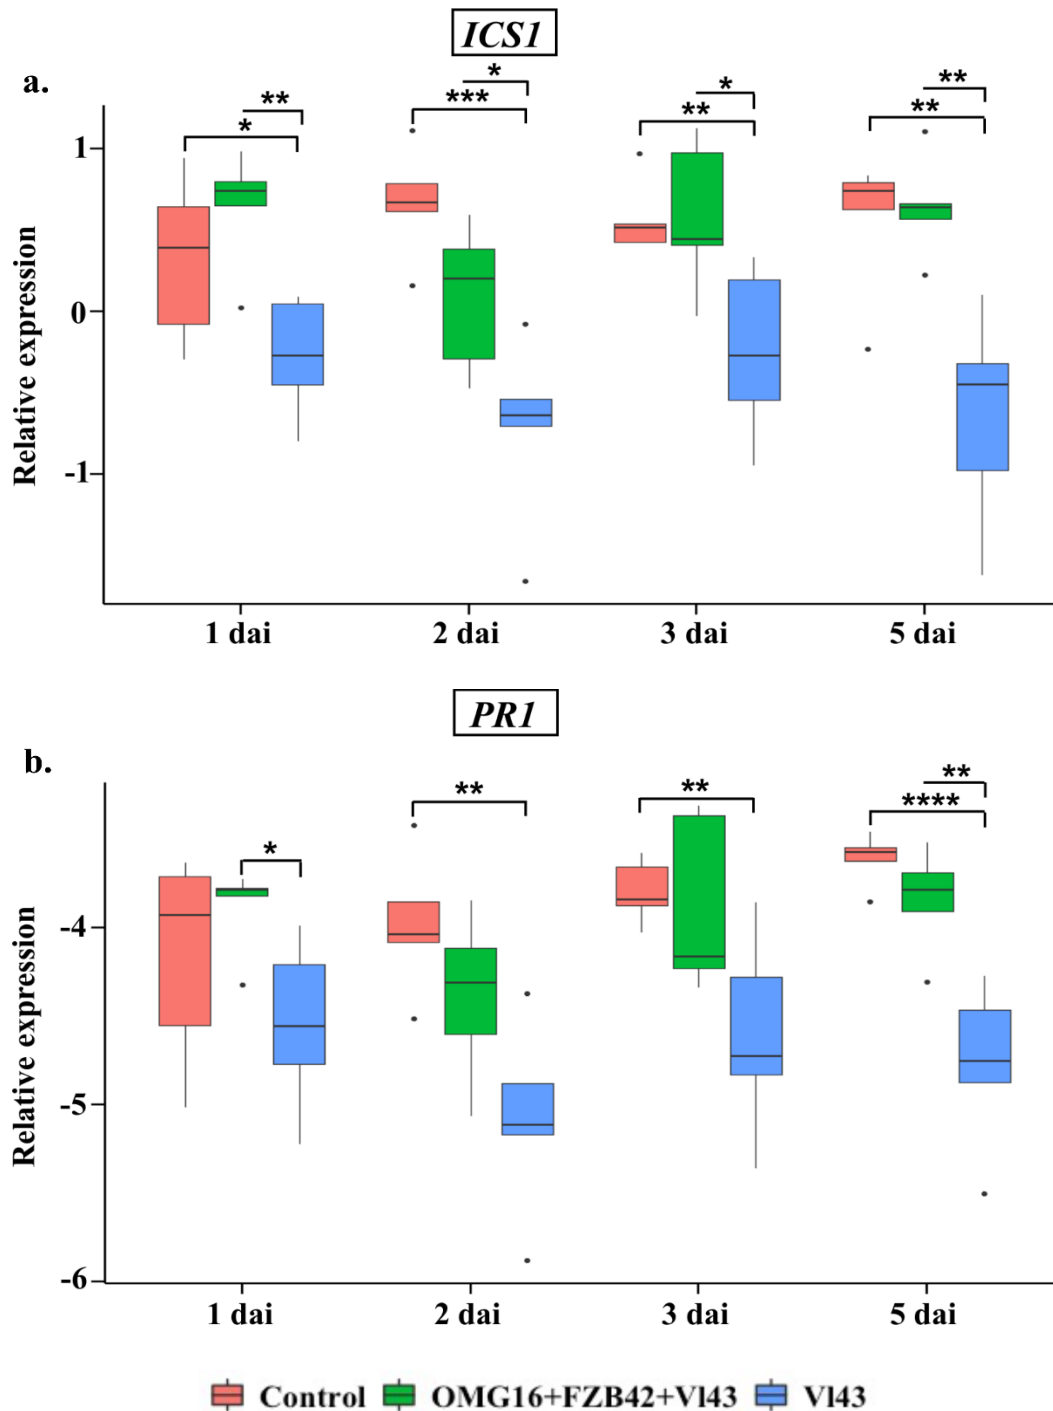 ICS1
a.
**
*
*
***
*
**
**
**
1
0
-1
Relative expression
1 dai 2 dai 3 dai 5 dai
PR1
b.
*
**
**
**
****
-4
-5
-6
Relative expression
1 dai 2 dai 3 dai 5 dai
Control OMG16+FZB42+Vl43 Vl43